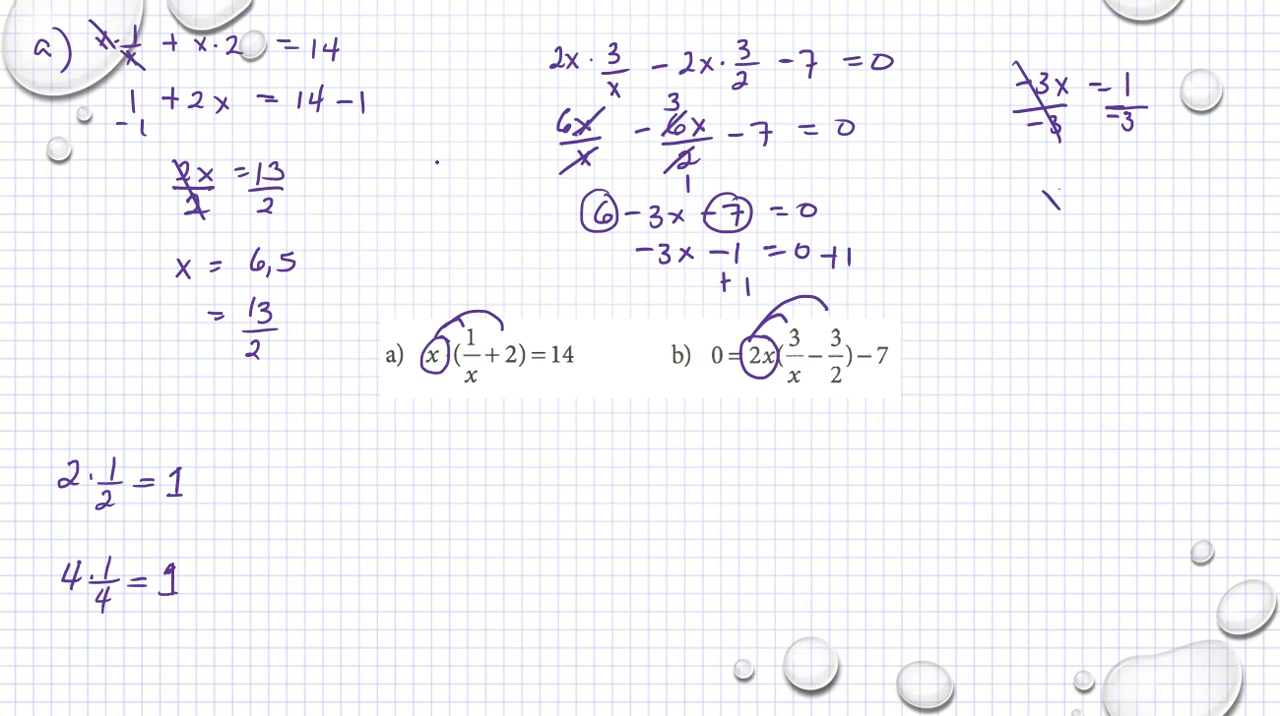 a) x · 1/x + x · 2 = 14
1 + 2x = 14 - 1
-1
2x/2 = 13/2
x = 6,5
= 13/2
2x · 3/x - 2x · 3/2 - 7 = 0
6x/x - 6x/2 - 7 = 0
3
1
6 - 3x - 7 = 0
-3x - 1 = 0 + 1
+ 1
-3x/-3 = 1/-3
a) x (1/x + 2) = 14
b) 0 = 2x(3/x - 3/2) - 7
2 · 1/2 = 1
4 · 1/4 = 1